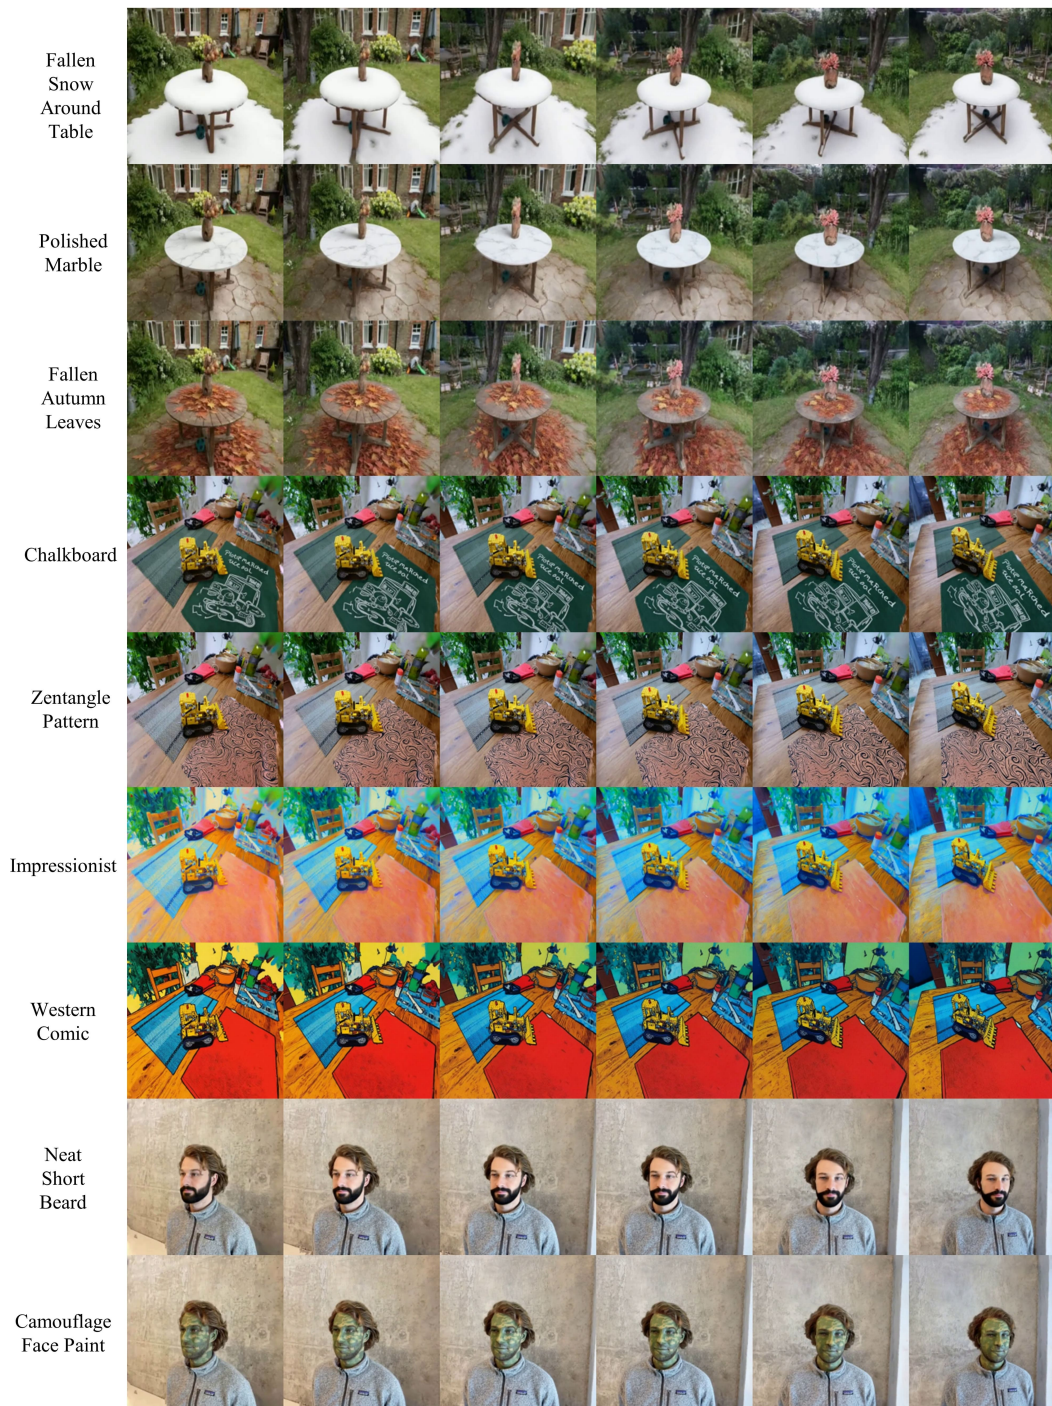 Fallen
Snow
Around
Table
Polished
Marble
Fallen
Autumn
Leaves
Chalkboard
Zentangle
Pattern
Impressionist
Western
Comic
Neat
Short
Beard
Camouflage
Face Paint